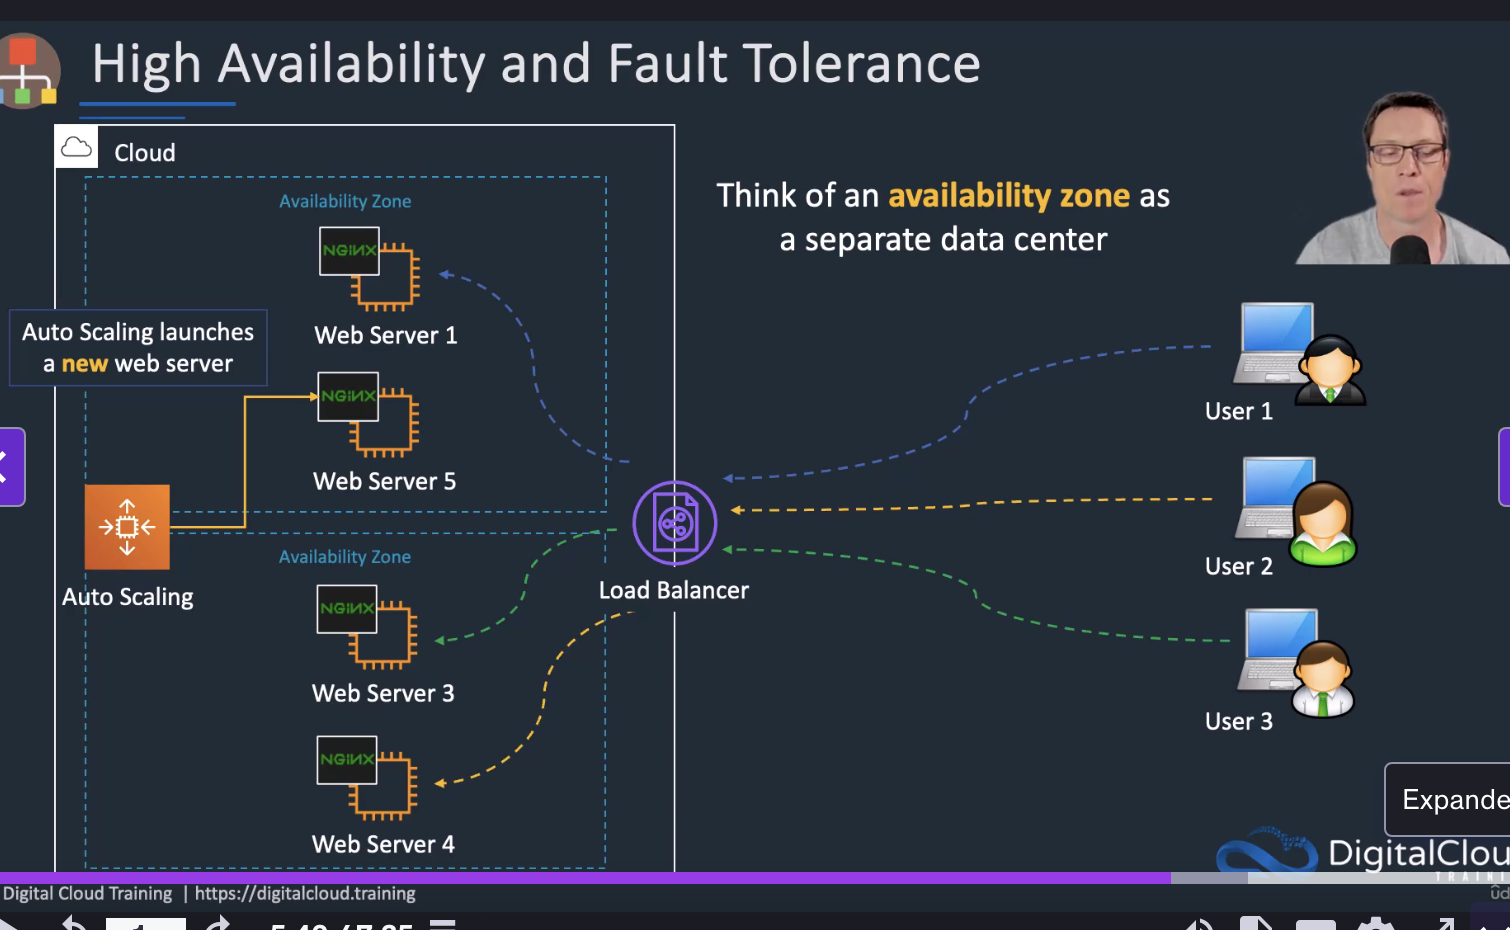 High Availability and Fault Tolerance
Cloud
Availability Zone
NGINX
Web Server 1
Think of an availability zone as
a separate data center
Auto Scaling launches
a new web server
NGINX
Web Server 5
Auto Scaling
Availability Zone
NGINX
Web Server 3
NGINX
Web Server 4
Load Balancer
User 1
User 2
User 3
Expande
DigitalClou
TRAINI
Digital Cloud Training | https://digitalcloud.training
ûd